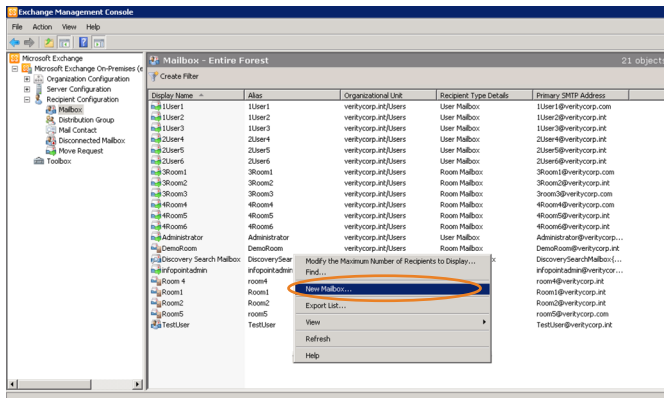 Exchange Management Console
File Action View Help
Microsoft Exchange
Microsoft Exchange On-Premises (e
Organization Configuration
Server Configuration
Recipient Configuration
Mailbox
Distribution Group
Mail Contact
Disconnected Mailbox
Move Request
Toolbox
Mailbox - Entire Forest 21 objects
Create Filter
Display Name Alias Organizational Unit Recipient Type Details Primary SMTP Address
1User1 1User1 veritycorp.int/Users User Mailbox 1User1@veritycorp.com
1User2 1User2 veritycorp.int/Users User Mailbox 1User2@veritycorp.int
1User3 1User3 veritycorp.int/Users User Mailbox 1User3@veritycorp.com
2User4 2User4 veritycorp.int/Users User Mailbox 2User4@veritycorp.int
2User5 2User5 veritycorp.int/Users User Mailbox 2User5@veritycorp.int
2User6 2User6 veritycorp.int/Users User Mailbox 2User6@veritycorp.int
3Room1 3Room1 veritycorp.int/Users Room Mailbox 3Room1@veritycorp.com
3Room2 3Room2 veritycorp.int/Users Room Mailbox 3Room2@veritycorp.int
3Room3 3Room3 veritycorp.int/Users Room Mailbox 3room3@veritycorp.com
4Room4 4Room4 veritycorp.int/Users Room Mailbox 4Room4@veritycorp.com
4Room5 4Room5 veritycorp.int/Users Room Mailbox 4Room5@veritycorp.int
4Room6 4Room6 veritycorp.int/Users Room Mailbox 4Room6@veritycorp.int
Administrator Administrator veritycorp.int/Users User Mailbox Administrator@veritycorp...
DemoRoom DemoRoom veritycorp.int/Users Room Mailbox DemoRoom@veritycorp.int
Discovery Search Mailbox DiscoverySear x DiscoverySearchMailbox{...
infopointadmin infopointadmin infopointadmin@veritycor...
Room 4 room4 room4@veritycorp.int
Room1 Room1 Room1@veritycorp.int
Room2 Room2 Room2@veritycorp.int
Room5 room5 room5@veritycorp.com
TestUser TestUser TestUser@veritycorp.int
Modify the Maximum Number of Recipients to Display...
Find...
New Mailbox...
Export List...
View
Refresh
Help